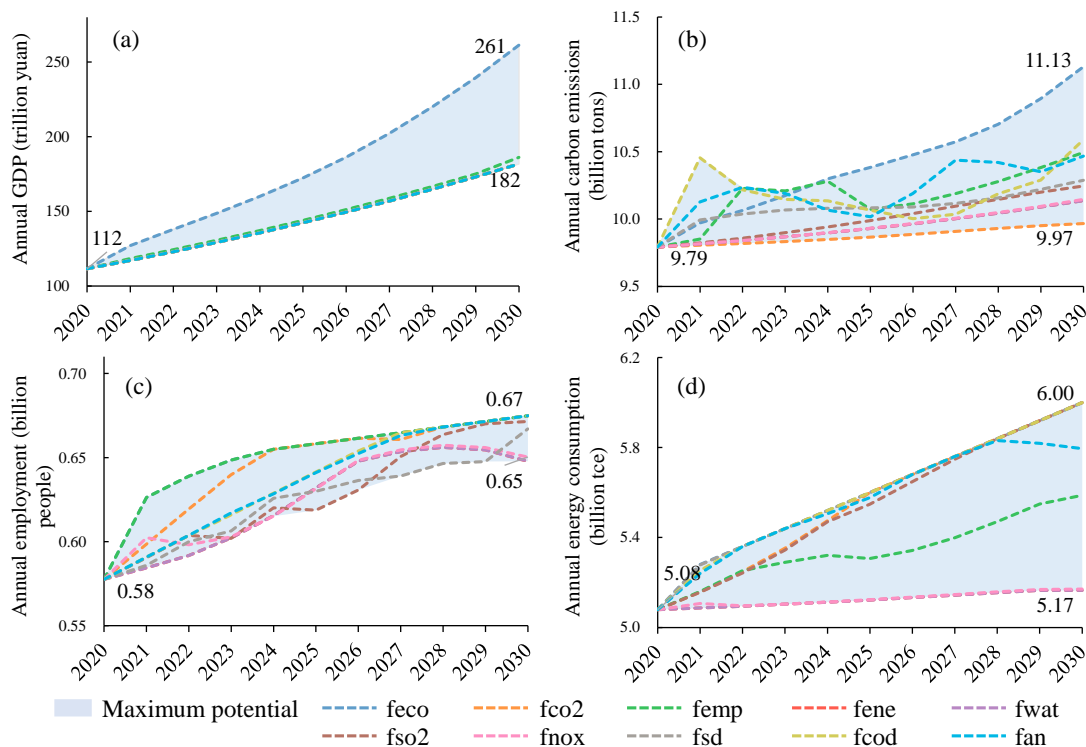 (a)
Annual GDP (trillion yuan)
250
200
150
100
261
182
112
2020 2021 2022 2023 2024 2025 2026 2027 2028 2029 2030
(b)
Annual carbon emissiosn
(billion tons)
11.5
11.0
10.5
10.0
9.5
11.13
9.97
9.79
2020 2021 2022 2023 2024 2025 2026 2027 2028 2029 2030
(c)
Annual employment (billion
people)
0.70
0.65
0.60
0.55
0.67
0.65
0.58
2020 2021 2022 2023 2024 2025 2026 2027 2028 2029 2030
(d)
Annual energy consumption
(billion tce)
6.2
5.8
5.4
5.0
6.00
5.08
5.17
2020 2021 2022 2023 2024 2025 2026 2027 2028 2029 2030
Maximum potential feco fco2 femp fene fwat
fso2 fnox fsd fcod fan